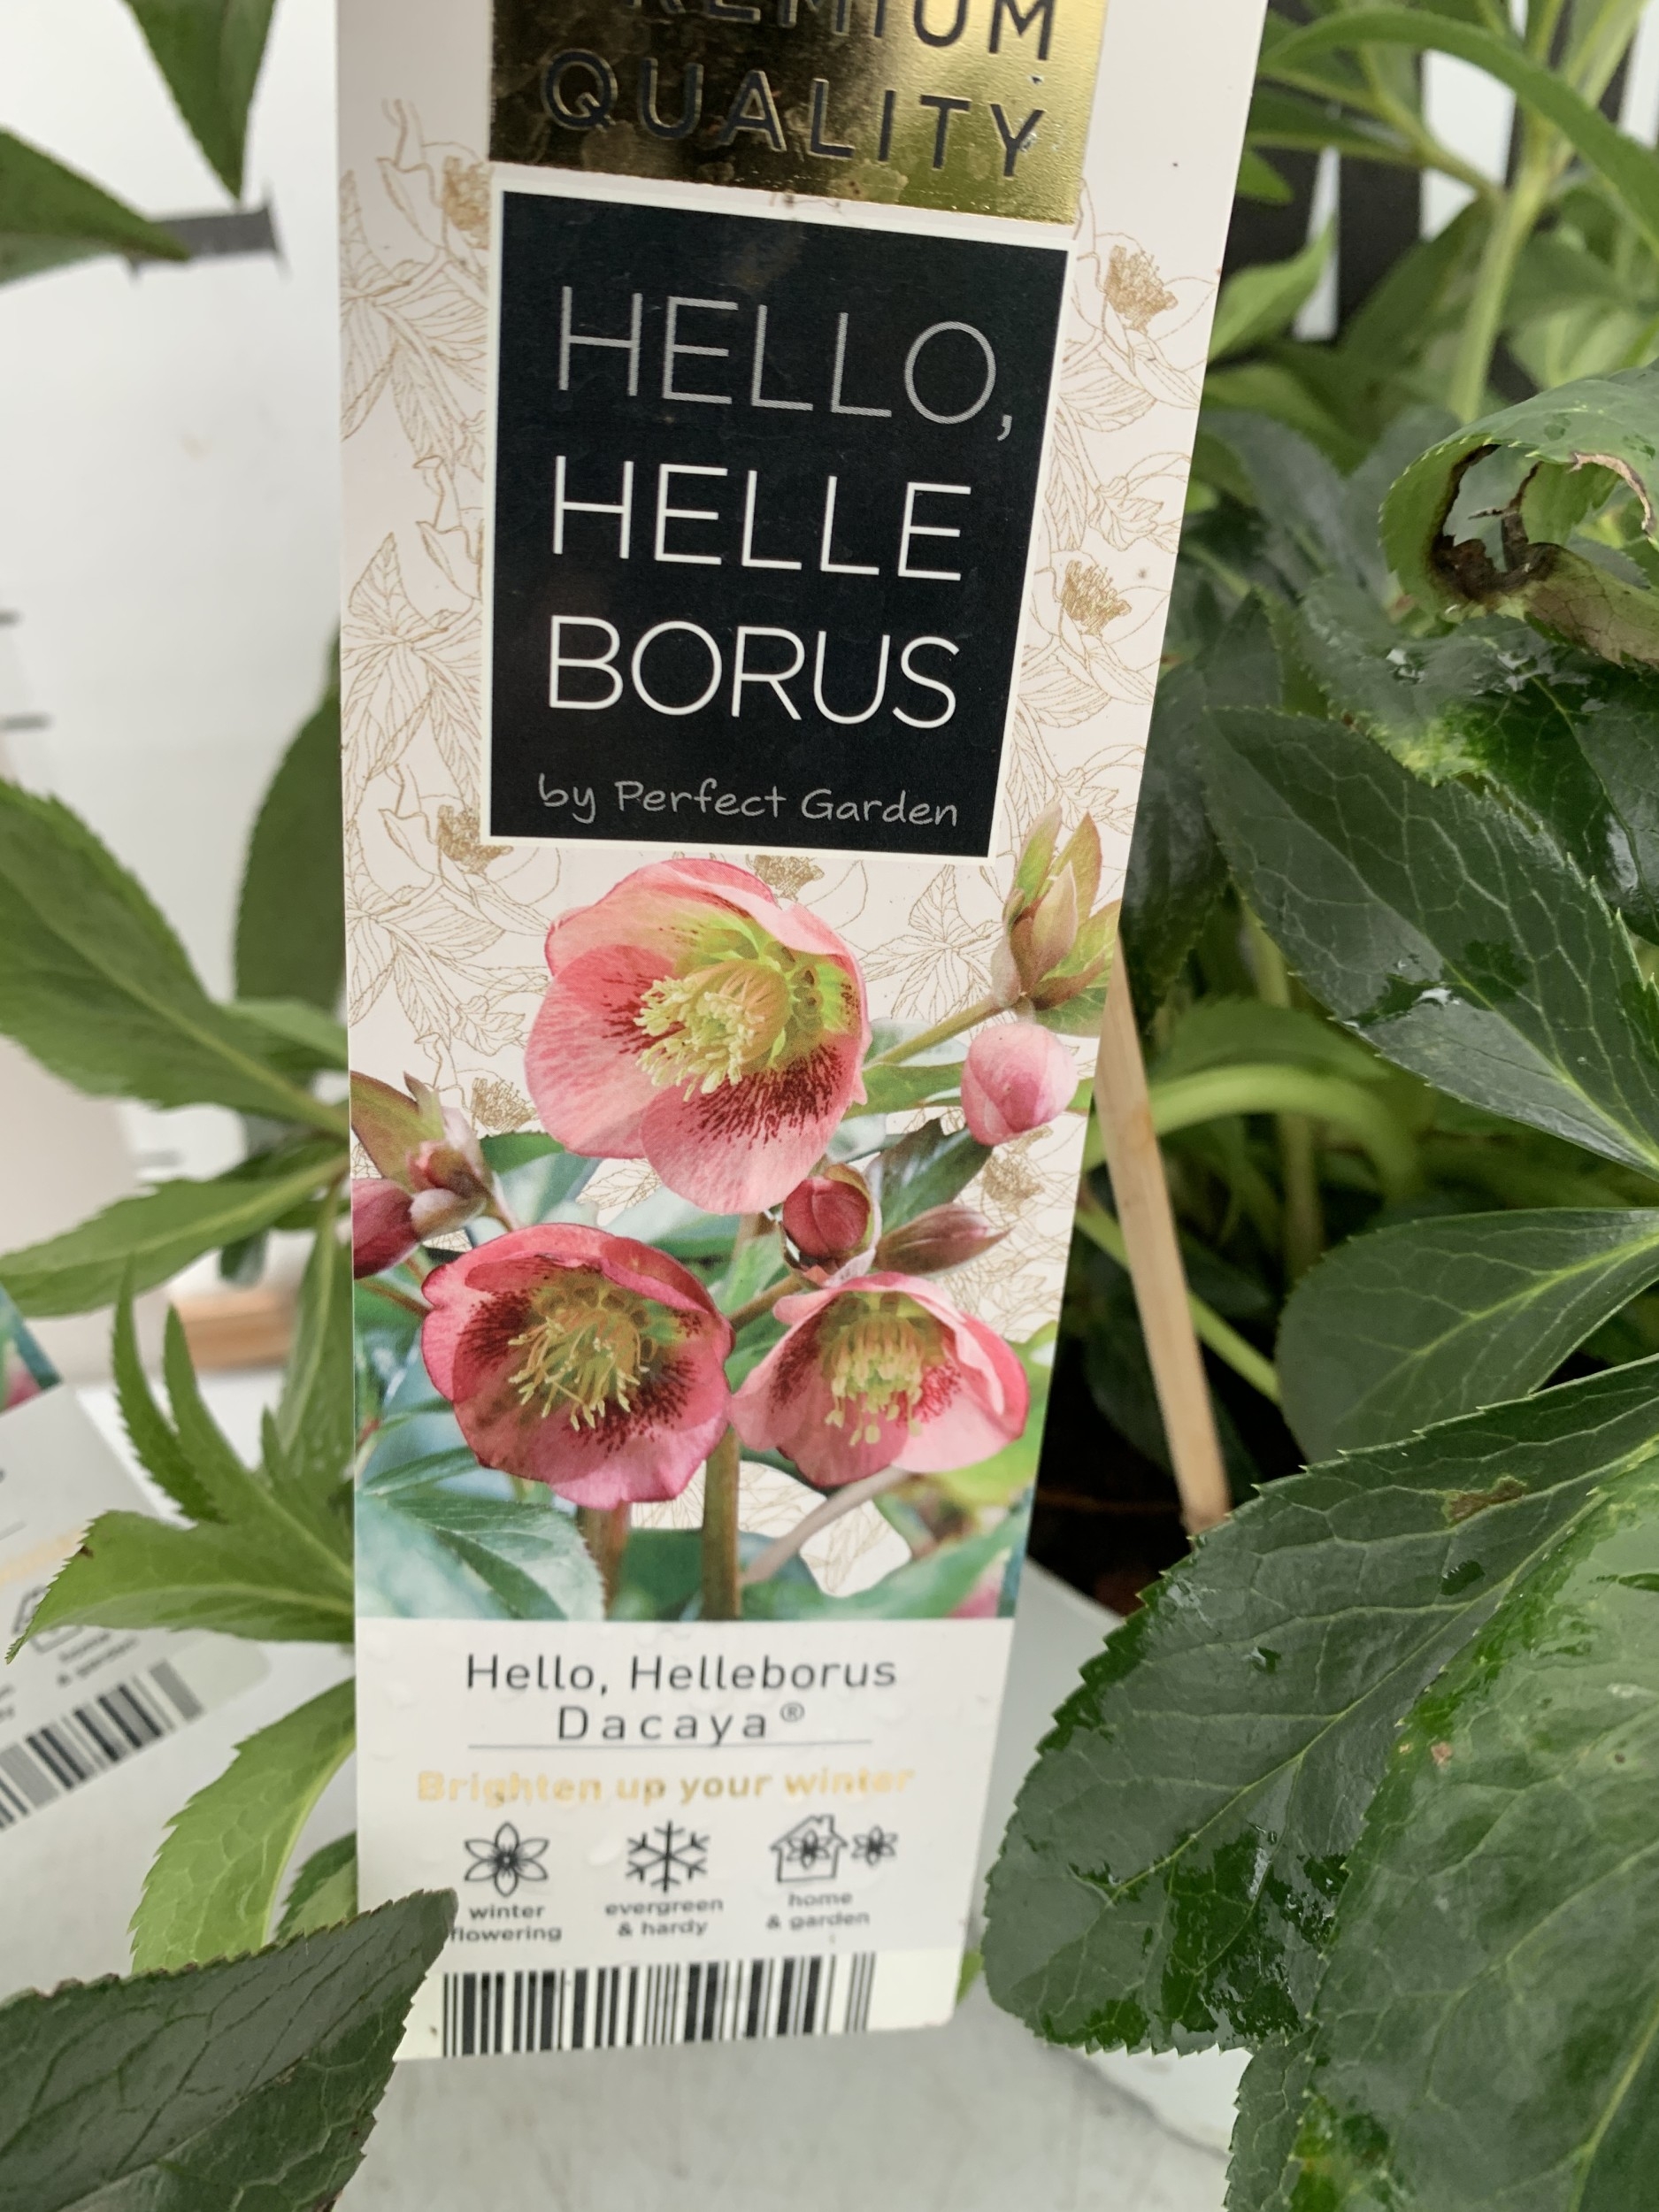 QUALITY
HELLO,
HELLE
BORUS
by Perfect Garden
Hello, Helleborus
Dacaya®
Brighten up your winter
winter
flowering
evergreen
& hardy
home
& garden
& garden